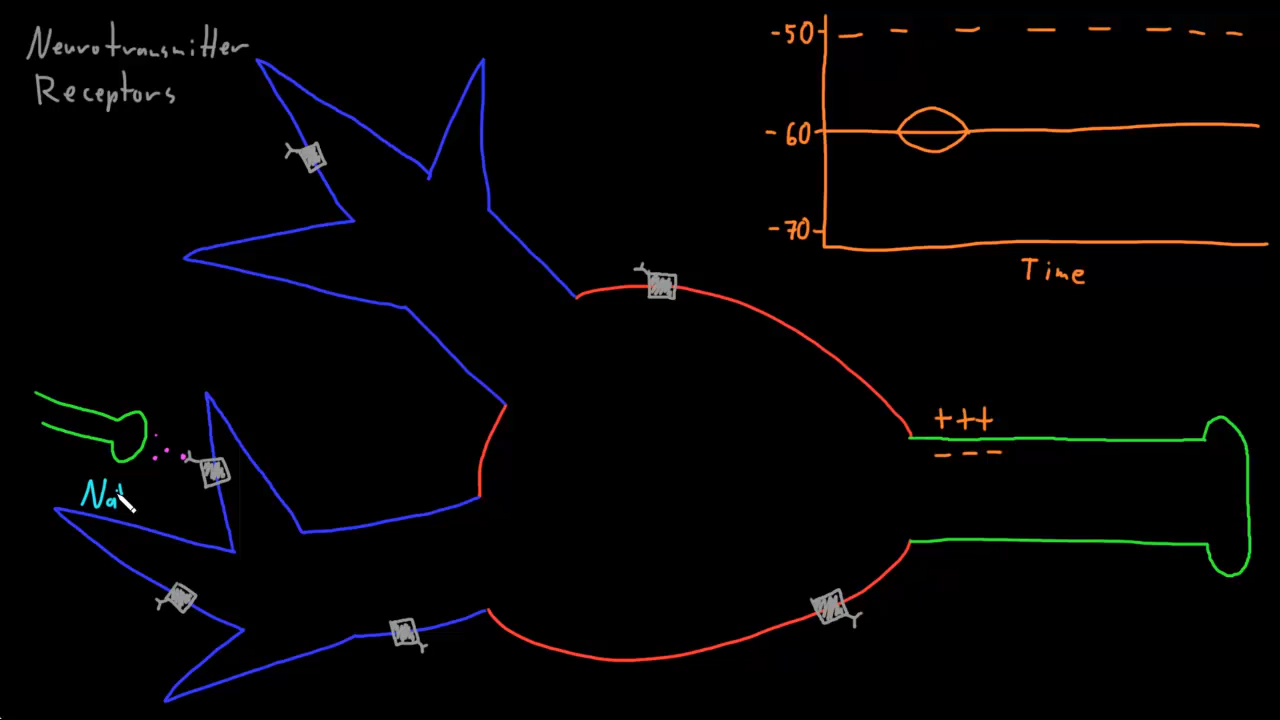 Neurotransmitter
Receptors
-50
-60
-70
Time
+++
---
Na